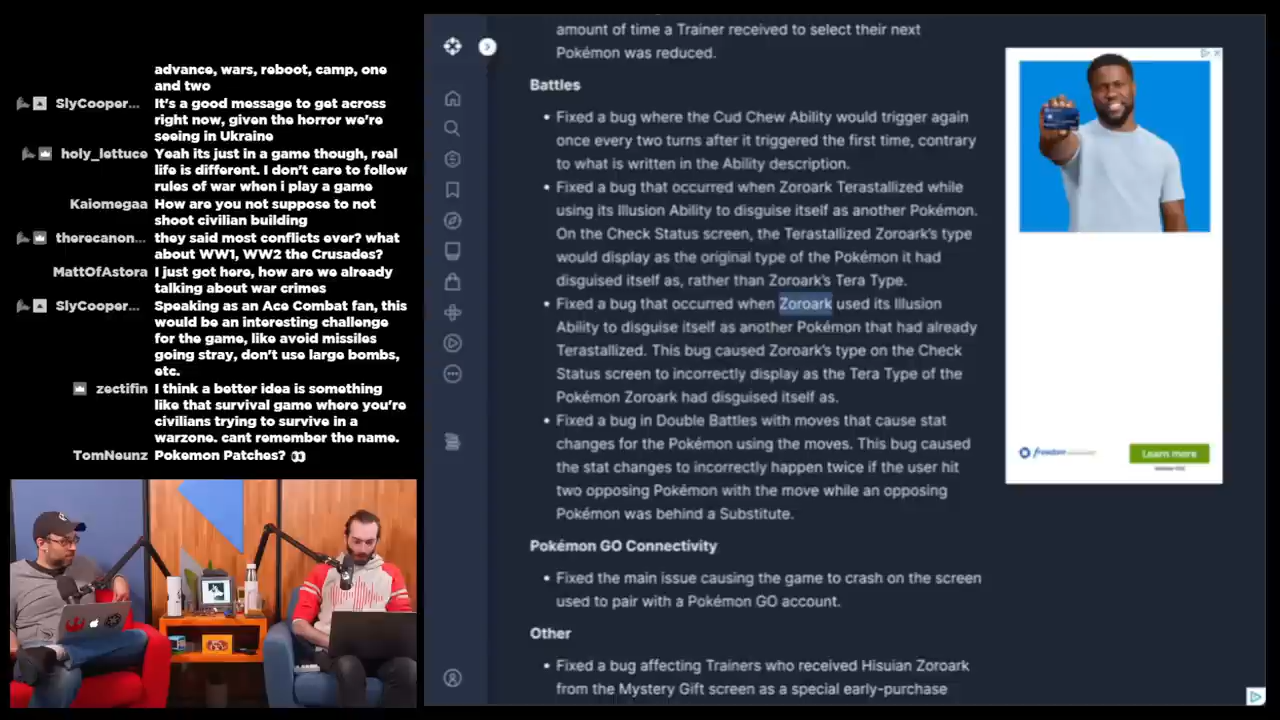 advance, wars, reboot, camp, one
and two
SlyCooper... It's a good message to get across
right now, given the horror we're
seeing in Ukraine
holy_lettuce Yeah its just in a game though, real
life is different. I don't care to follow
rules of war when i play a game
Kaiomegaa How are you not suppose to not
shoot civilian building
therecanon... they said most conflicts ever? what
about WW1, WW2 the Crusades?
MattOfAstora I just got here, how are we already
talking about war crimes
SlyCooper... Speaking as an Ace Combat fan, this
would be an interesting challenge
for the game, like avoid missiles
going stray, don't use large bombs,
etc.
zectifin I think a better idea is something
like that survival game where you're
civilians trying to survive in a
warzone. cant remember the name.
TomNeunz Pokemon Patches? 👀
amount of time a Trainer received to select their next
Pokémon was reduced.
Battles
• Fixed a bug where the Cud Chew Ability would trigger again
once every two turns after it triggered the first time, contrary
to what is written in the Ability description.
• Fixed a bug that occurred when Zoroark Terastallized while
using its Illusion Ability to disguise itself as another Pokémon.
On the Check Status screen, the Terastallized Zoroark's type
would display as the original type of the Pokémon it had
disguised itself as, rather than Zoroark's Tera Type.
• Fixed a bug that occurred when Zoroark used its Illusion
Ability to disguise itself as another Pokémon that had already
Terastallized. This bug caused Zoroark's type on the Check
Status screen to incorrectly display as the Tera Type of the
Pokémon Zoroark had disguised itself as.
• Fixed a bug in Double Battles with moves that cause stat
changes for the Pokémon using the moves. This bug caused
the stat changes to incorrectly happen twice if the user hit
two opposing Pokémon with the move while an opposing
Pokémon was behind a Substitute.
Pokémon GO Connectivity
• Fixed the main issue causing the game to crash on the screen
used to pair with a Pokémon GO account.
Other
• Fixed a bug affecting Trainers who received Hisuian Zoroark
from the Mystery Gift screen as a special early-purchase
freedom
Learn more